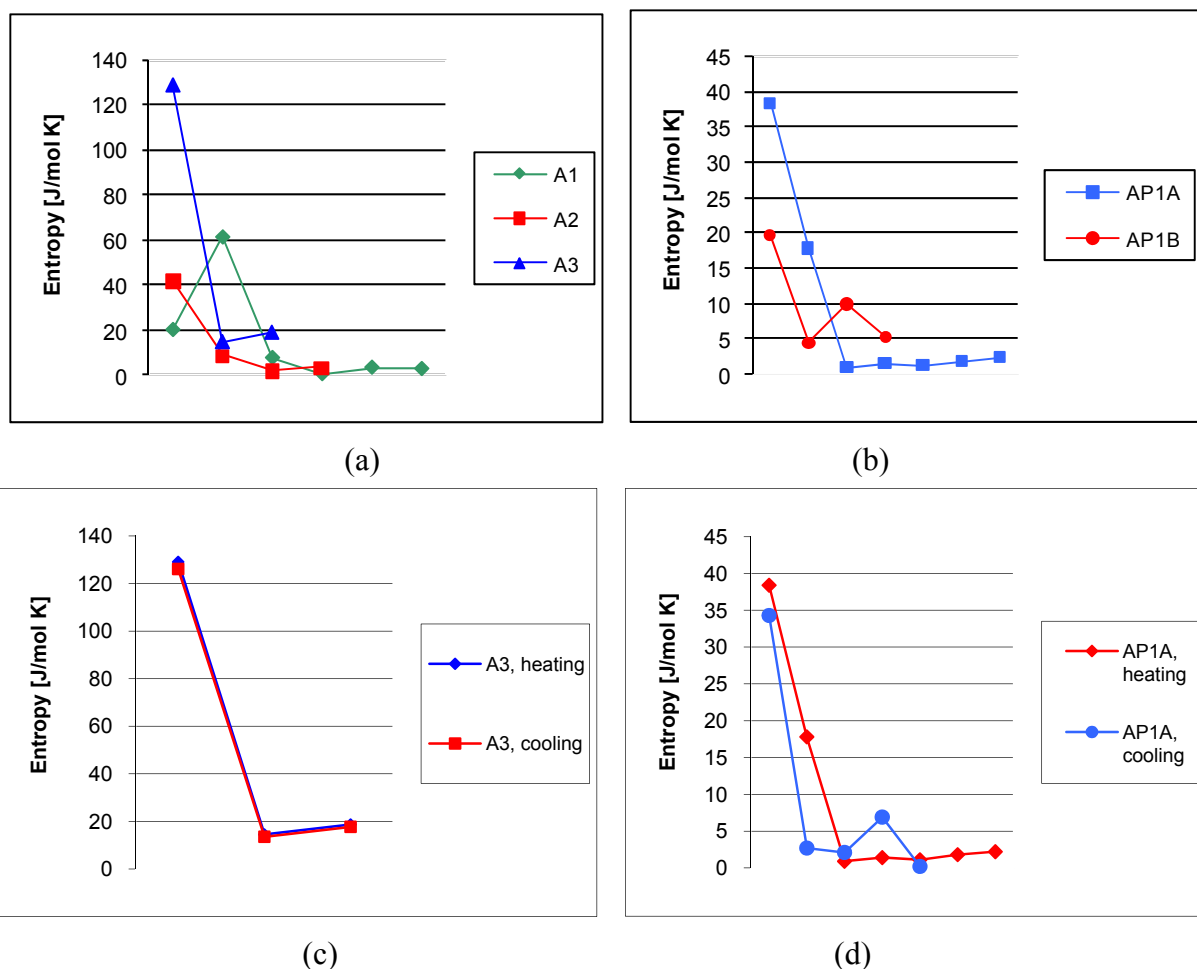 140
120
100
80
60
40
20
0
Entropy [J/mol K]
A1
A2
A3
(a)
45
40
35
30
25
20
15
10
5
0
Entropy [J/mol K]
AP1A
AP1B
(b)
140
120
100
80
60
40
20
0
Entropy [J/mol K]
A3, heating
A3, cooling
(c)
45
40
35
30
25
20
15
10
5
0
Entropy [J/mol K]
AP1A,
heating
AP1A,
cooling
(d)